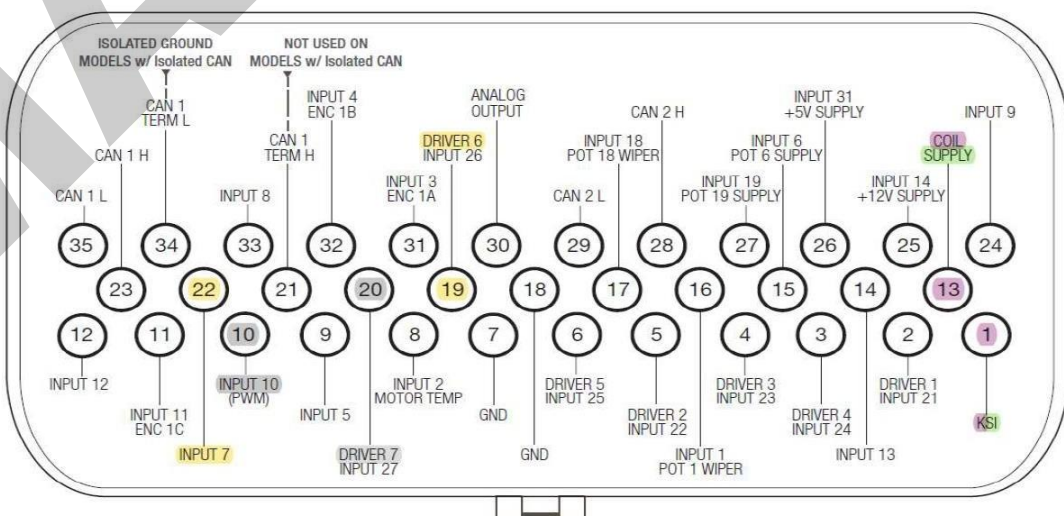 ISOLATED GROUND
MODELS w/ Isolated CAN
NOT USED ON
MODELS w/ Isolated CAN
CAN 1
TERM L
CAN 1 H
CAN 1 L
INPUT 8
CAN 1
TERM H
INPUT 4
ENC 1B
INPUT 3
ENC 1A
DRIVER 6
INPUT 26
ANALOG
OUTPUT
CAN 2 L
INPUT 18
POT 18 WIPER
CAN 2 H
INPUT 19
POT 19 SUPPLY
INPUT 6
POT 6 SUPPLY
INPUT 31
+5V SUPPLY
INPUT 14
+12V SUPPLY
COIL
SUPPLY
INPUT 9
35 34 33 32 31 30 29 28 27 26 25 24
23 22 21 20 19 18 17 16 15 14 13
12 11 10 9 8 7 6 5 4 3 2 1
INPUT 12
INPUT 11
ENC 1C
INPUT 7
INPUT 10
(PWM)
INPUT 5
DRIVER 7
INPUT 27
INPUT 2
MOTOR TEMP
GND
GND
DRIVER 5
INPUT 25
DRIVER 2
INPUT 22
INPUT 1
POT 1 WIPER
DRIVER 3
INPUT 23
DRIVER 4
INPUT 24
INPUT 13
DRIVER 1
INPUT 21
KSI